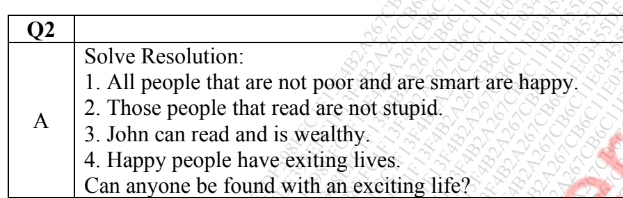 Q2
Solve Resolution:
1. All people that are not poor and are smart are happy.
2. Those people that read are not stupid.
A
3. John can read and is wealthy.
4. Happy people have exiting lives.
Can anyone be found with an exciting life?